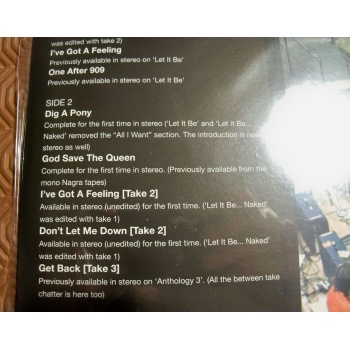 was edited with take 2)
I've Got A Feeling
Previously available in stereo on 'Let It Be'
One After 909
Previously available in stereo on 'Let It Be'
SIDE 2
Dig A Pony
Complete for the first time in stereo ('Let It Be' and 'Let It Be...
Naked' removed the "All I Want" section. The introduction is new
stereo as well)
God Save The Queen
Complete for the first time in stereo. (Previously available from the
mono Nagra tapes)
I've Got A Feeling [Take 2]
Available in stereo (unedited) for the first time. ('Let It Be... Naked'
was edited with take 1)
Don't Let Me Down [Take 2]
Available in stereo (unedited) for the first time. ('Let It Be... Naked'
was edited with take 1)
Get Back [Take 3]
Previously available in stereo on 'Anthology 3'. (All the between take
chatter is here too)